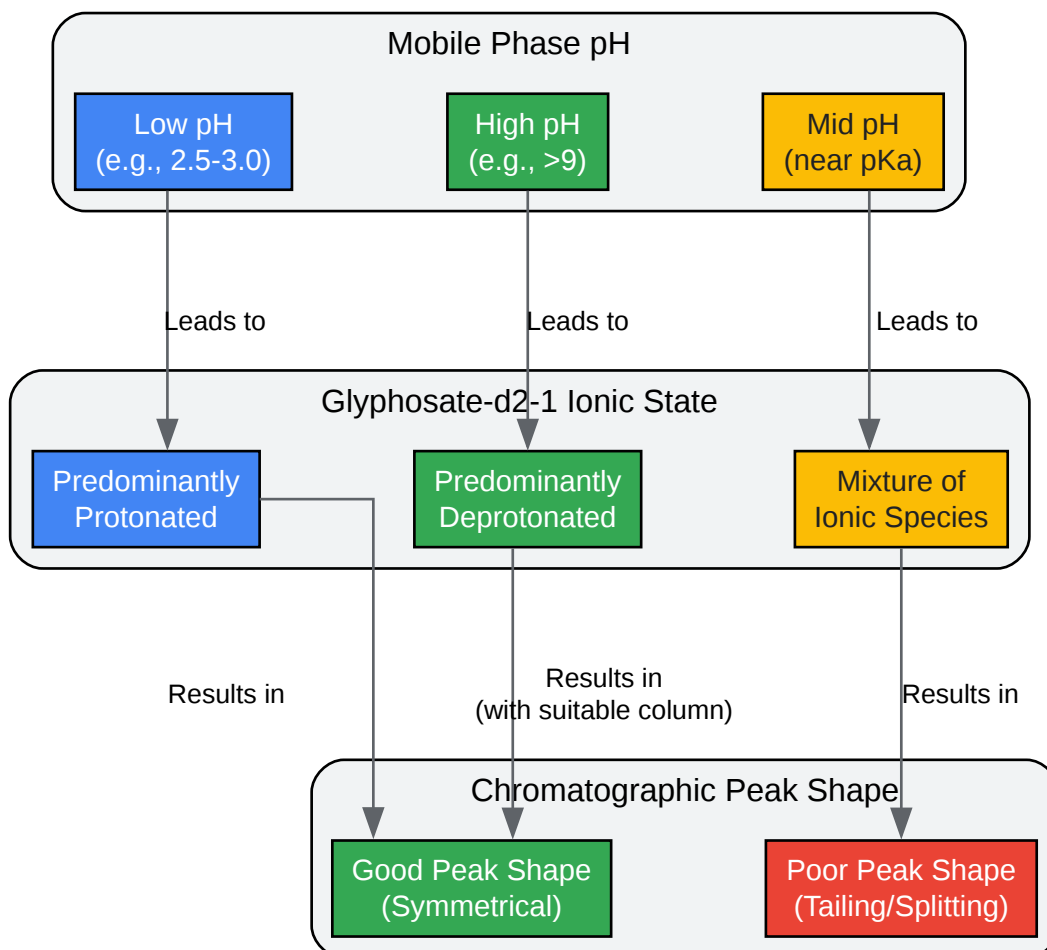 Mobile Phase pH
Low pH
(e.g., 2.5-3.0)
High pH
(e.g., >9)
Mid pH
(near pKa)
Leads to
Leads to
Leads to
Glyphosate-d2-1 Ionic State
Predominantly
Protonated
Predominantly
Deprotonated
Mixture of
Ionic Species
Results in
Results in
(with suitable column)
Results in
Chromatographic Peak Shape
Good Peak Shape
(Symmetrical)
Poor Peak Shape
(Tailing/Splitting)